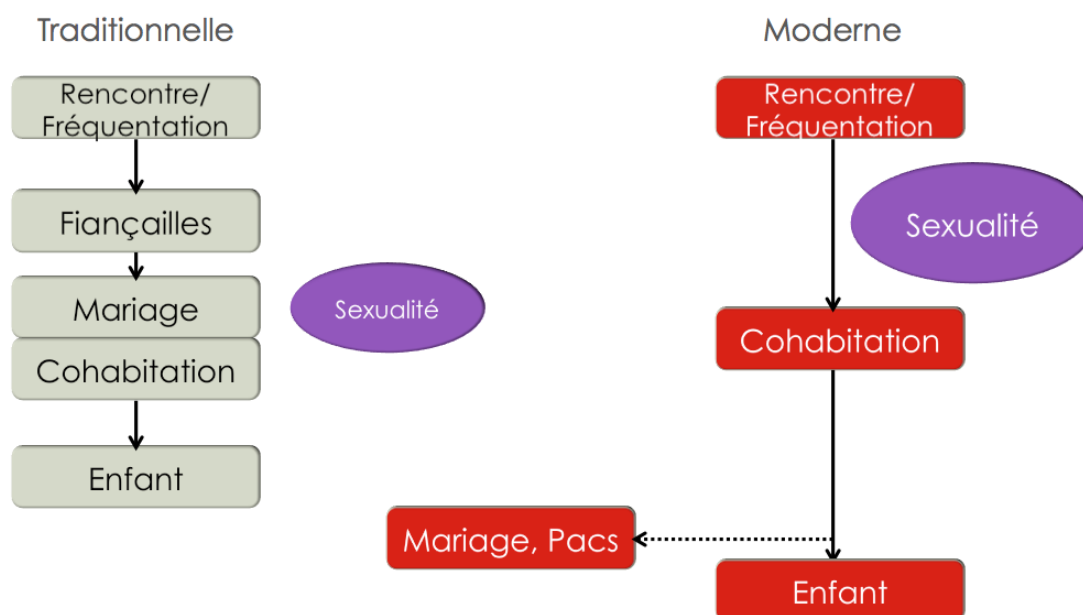 Traditionnelle
Rencontre/
Fréquentation
Fiançailles
Mariage
Cohabitation
Enfant
Sexualité
Moderne
Rencontre/
Fréquentation
Sexualité
Cohabitation
Mariage, Pacs
Enfant